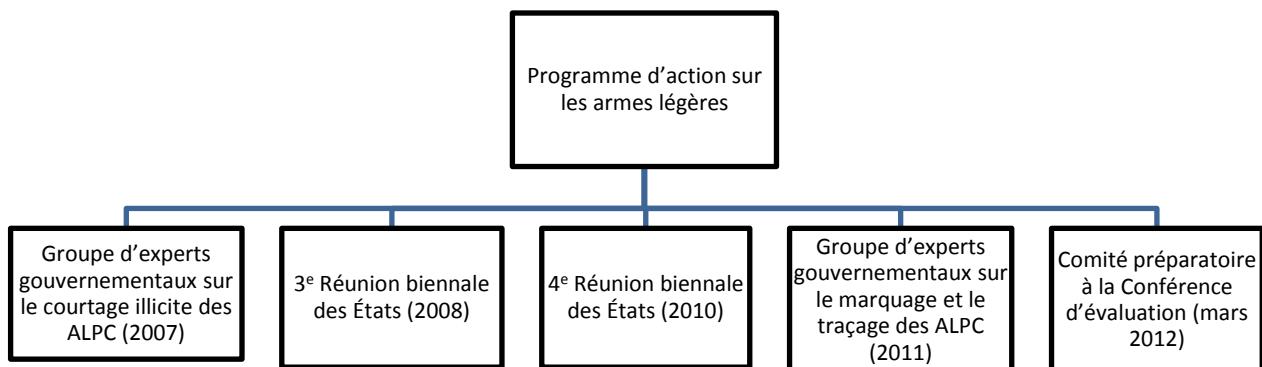 Programme d’action sur
les armes légères
Groupe d’experts
gouvernementaux sur
le courtage illicite des
ALPC (2007)
3e Réunion biennale
des États (2008)
4e Réunion biennale
des États (2010)
Groupe d’experts
gouvernementaux sur
le marquage et le
traçage des ALPC
(2011)
Comité préparatoire
à la Conférence
d’évaluation (mars
2012)